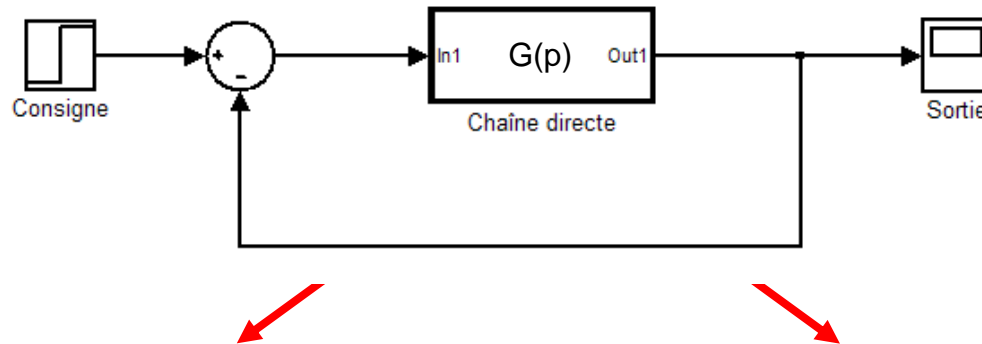 +
-
In1
G(p)
Out1
Consigne
Chaîne directe
Sortie